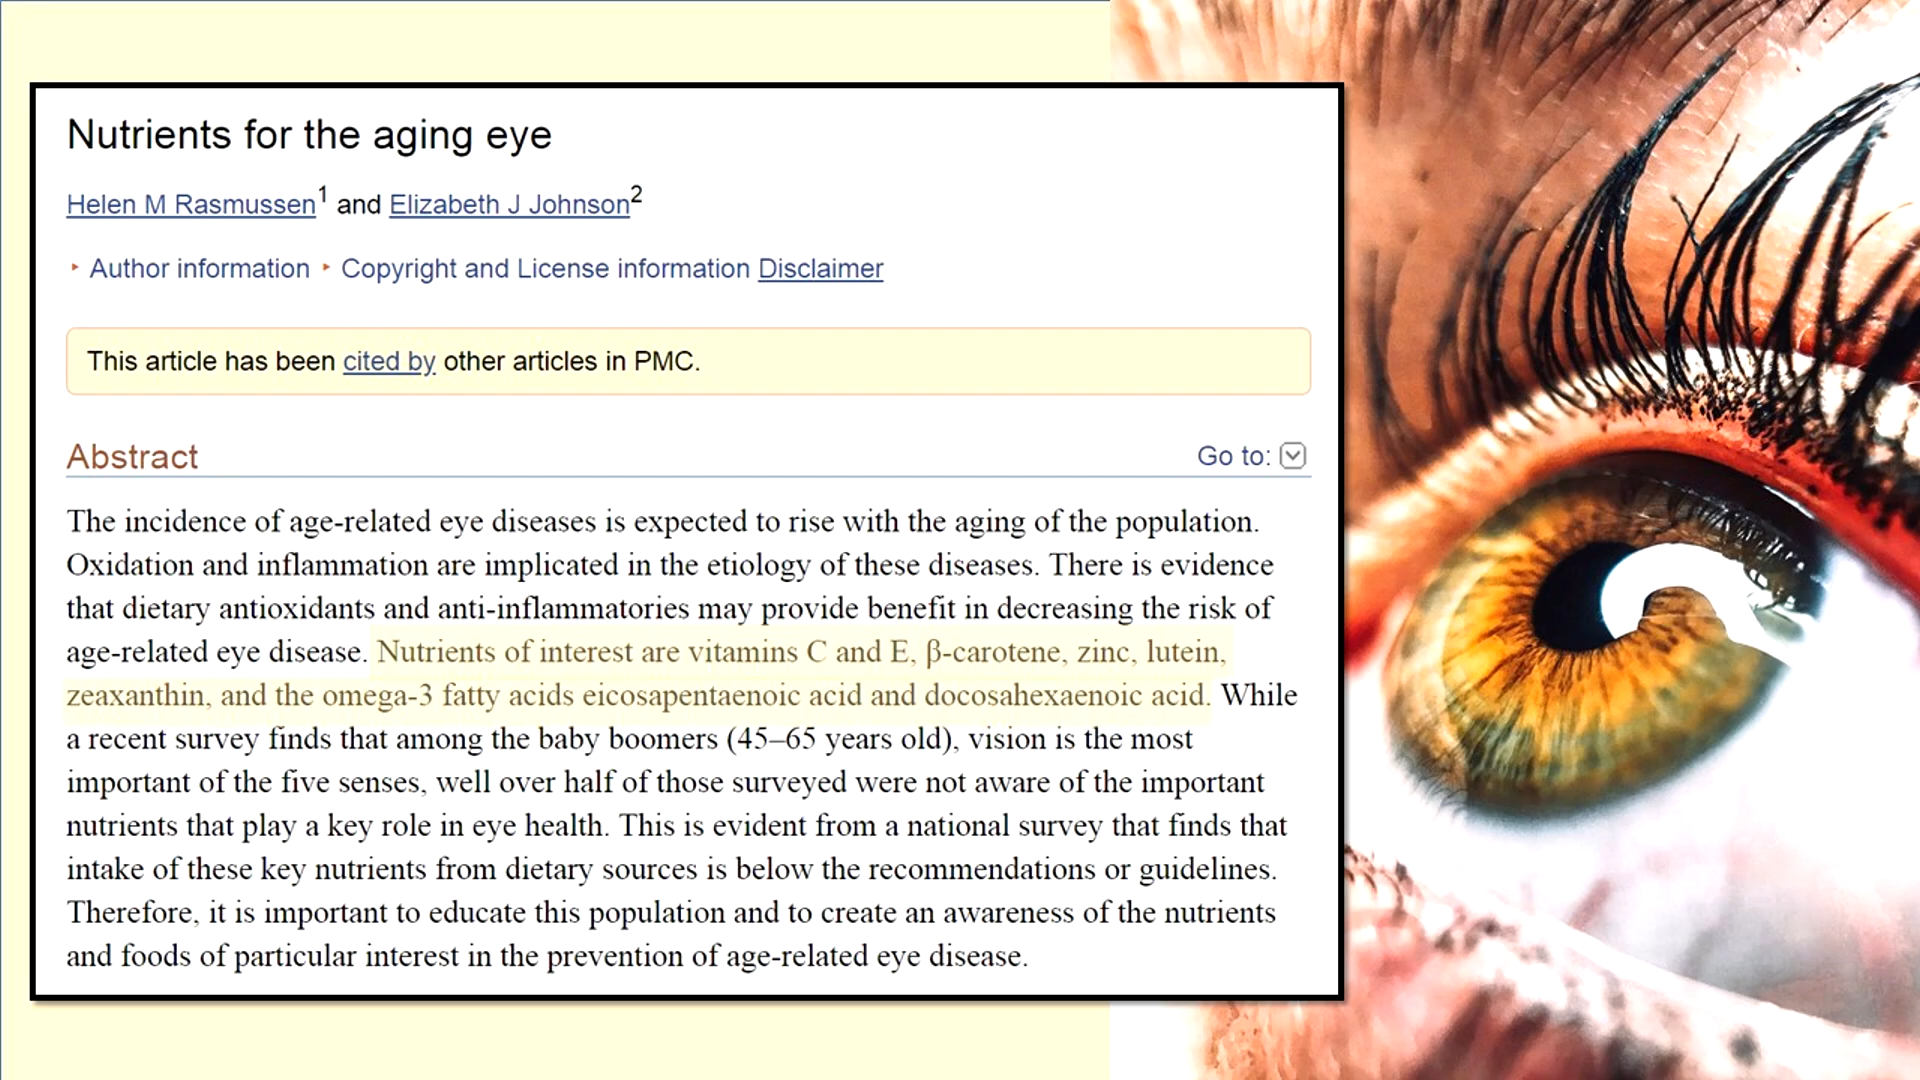 Nutrients for the aging eye
Helen M Rasmussen1 and Elizabeth J Johnson2
‣ Author information ‣ Copyright and License information Disclaimer
This article has been cited by other articles in PMC.
Abstract
Go to:
The incidence of age-related eye diseases is expected to rise with the aging of the population.
Oxidation and inflammation are implicated in the etiology of these diseases. There is evidence
that dietary antioxidants and anti-inflammatories may provide benefit in decreasing the risk of
age-related eye disease. Nutrients of interest are vitamins C and E, β-carotene, zinc, lutein,
zeaxanthin, and the omega-3 fatty acids eicosapentaenoic acid and docosahexaenoic acid. While
a recent survey finds that among the baby boomers (45–65 years old), vision is the most
important of the five senses, well over half of those surveyed were not aware of the important
nutrients that play a key role in eye health. This is evident from a national survey that finds that
intake of these key nutrients from dietary sources is below the recommendations or guidelines.
Therefore, it is important to educate this population and to create an awareness of the nutrients
and foods of particular interest in the prevention of age-related eye disease.